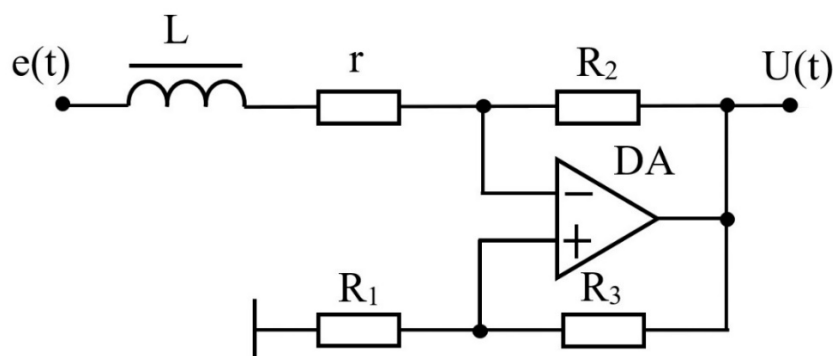 L
e(t)
r
R₂
U(t)
DA
−
+
R₁
R₃